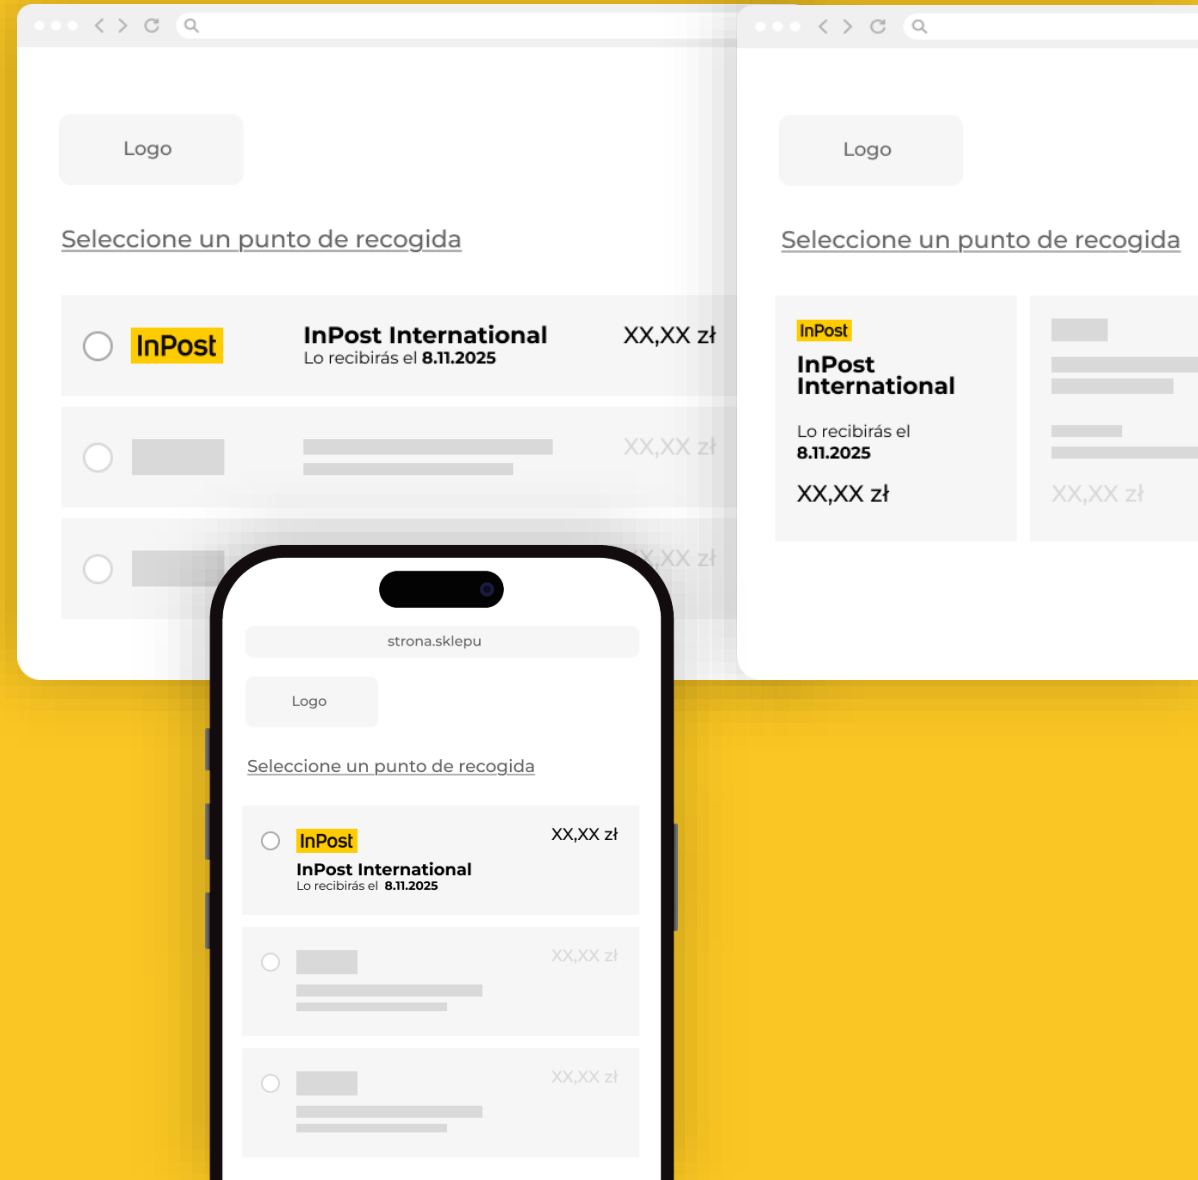 Logo
Seleccione un punto de recogida
InPost
InPost International
XX,XX zł
Lo recibirás el 8.11.2025
XX,XX zł
XX,XX zł
Logo
Seleccione un punto de recogida
InPost
InPost
International
Lo recibirás el
8.11.2025
XX,XX zł
XX,XX zł
strona.sklepu
Logo
Seleccione un punto de recogida
InPost
XX,XX zł
InPost International
Lo recibirás el 8.11.2025
XX,XX zł
XX,XX zł